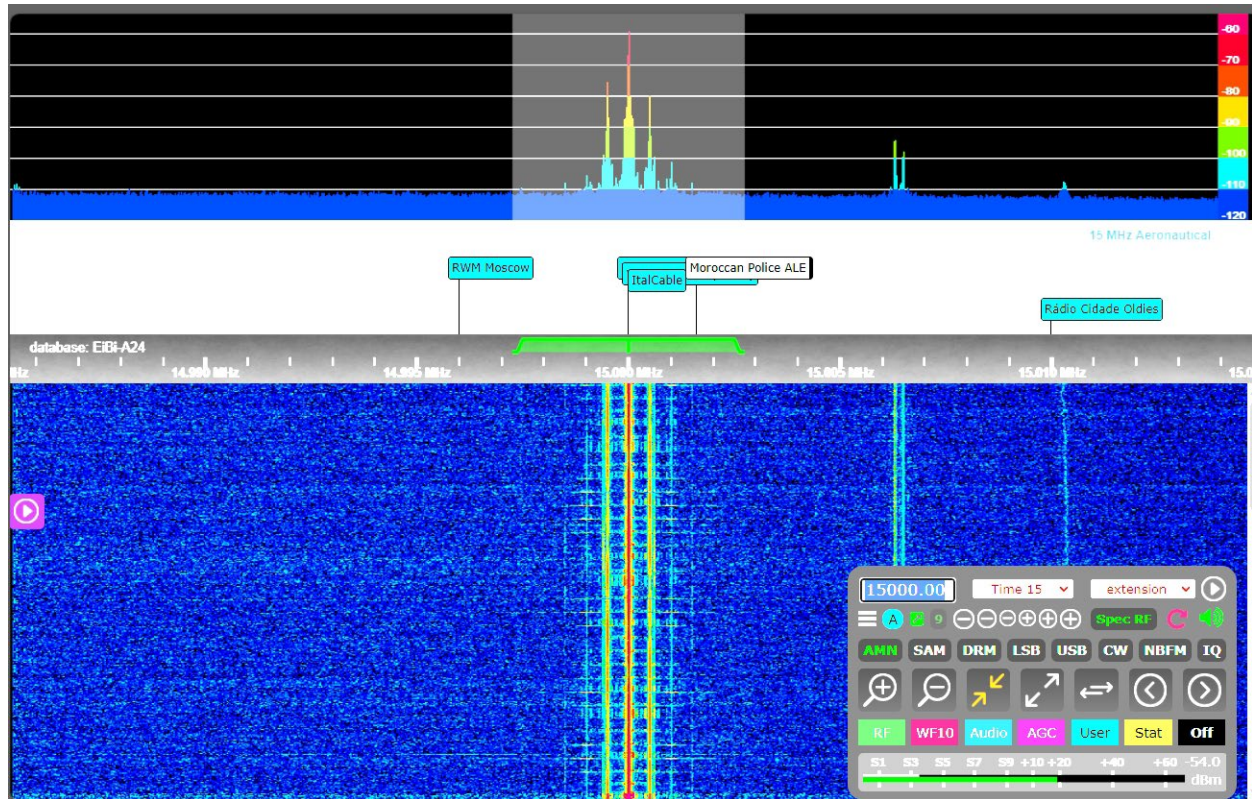 -60
-70
-80
-90
-100
-110
-120
15 MHz Aeronautical
RWM Moscow
Moroccan Police ALE
ItalCable
Rádio Cidade Oldies
database: EiBi-A24
14.990 MHz 14.995 MHz 15.000 MHz 15.005 MHz 15.010 MHz 15.0
15000.00 Time 15 extension
A 9 Spec RF
AMN SAM DRM LSB USB CW NBFM IQ
RF WF10 Audio AGC User Stat Off
S1 S3 S5 S7 S9 +10 +20 +40 +60 -54.0
dBm